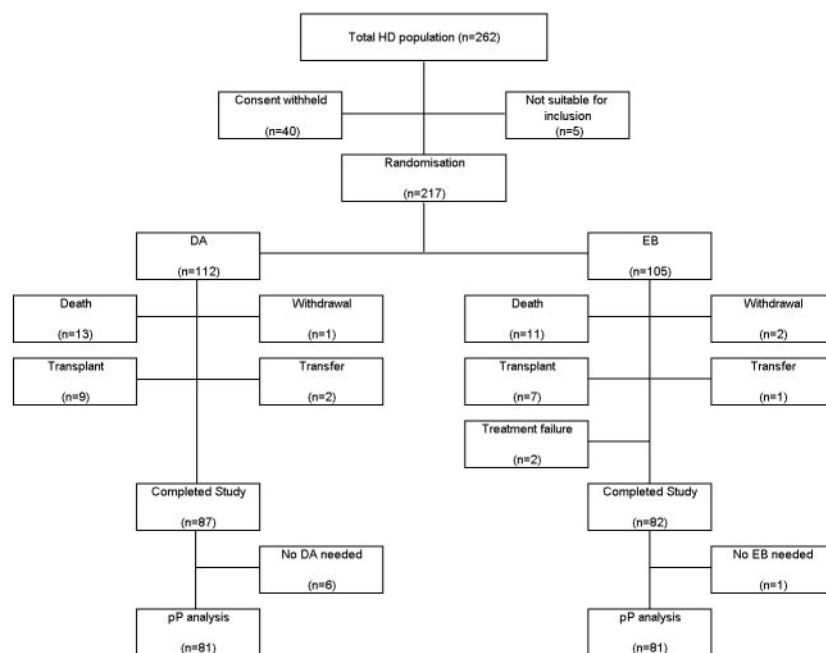 Total HD population (n=262)
Consent withheld
(n=40)
Not suitable for
inclusion
(n=5)
Randomisation
(n=217)
DA
(n=112)
EB
(n=105)
Death
(n=13)
Withdrawal
(n=1)
Death
(n=11)
Withdrawal
(n=2)
Transplant
(n=9)
Transfer
(n=2)
Transplant
(n=7)
Transfer
(n=1)
Treatment failure
(n=2)
Completed Study
(n=87)
Completed Study
(n=82)
No DA needed
(n=6)
No EB needed
(n=1)
pP analysis
(n=81)
pP analysis
(n=81)